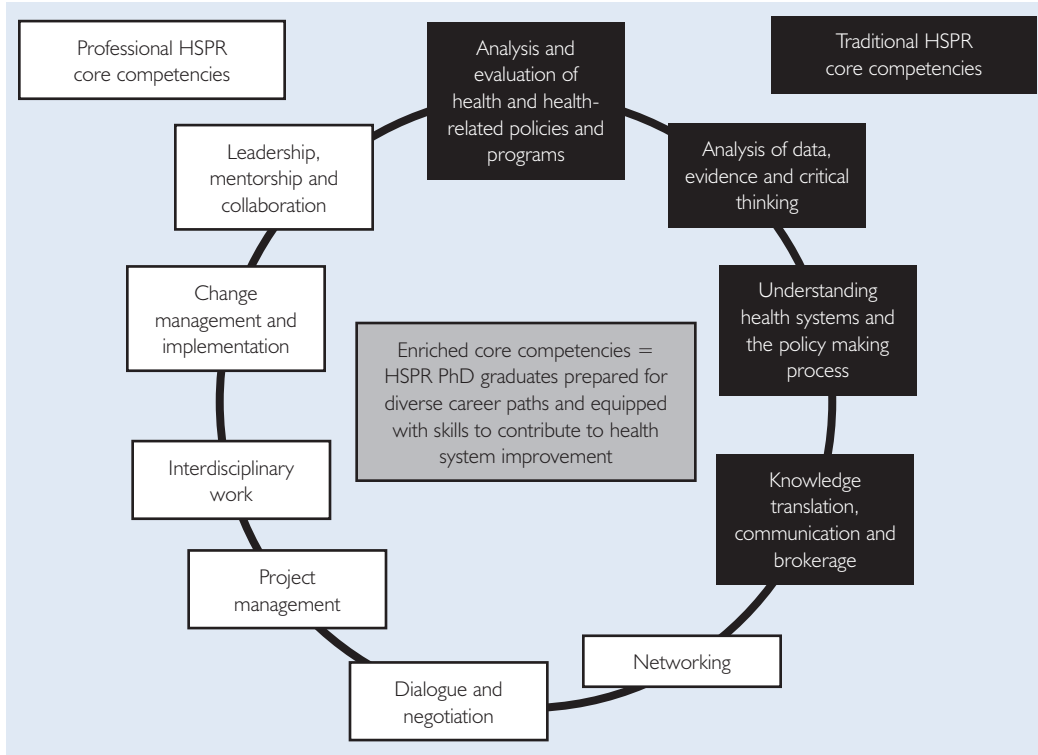 Professional HSPR
core competencies
Analysis and
evaluation of
health and health-
related policies and
programs
Traditional HSPR
core competencies
Leadership,
mentorship and
collaboration
Analysis of data,
evidence and critical
thinking
Change
management and
implementation
Understanding
health systems and
the policy making
process
Enriched core competencies =
HSPR PhD graduates prepared for
diverse career paths and equipped
with skills to contribute to health
system improvement
Interdisciplinary
work
Knowledge
translation,
communication and
brokerage
Project
management
Networking
Dialogue and
negotiation